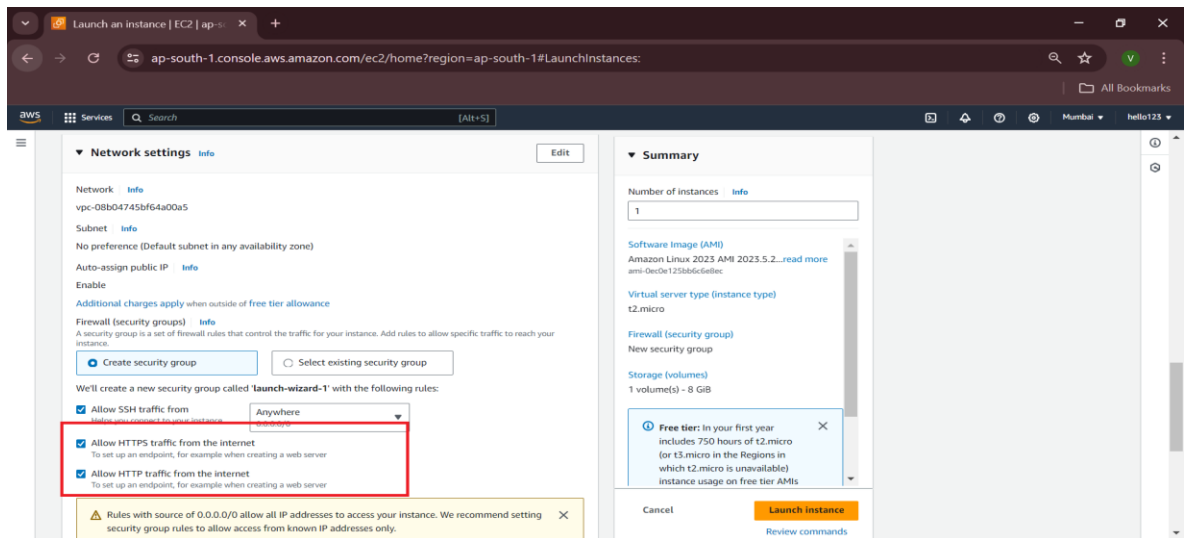 Launch an instance | EC2 | ap-s
ap-south-1.console.aws.amazon.com/ec2/home?region=ap-south-1#LaunchInstances:
V
All Bookmarks
aws
Services
Search
[Alt+S]
Mumbai
hello123
Network settings Info
Edit
Network Info
vpc-08b04745bf64a00a5
Subnet Info
No preference (Default subnet in any availability zone)
Auto-assign public IP Info
Enable
Additional charges apply when outside of free tier allowance
Firewall (security groups) Info
A security group is a set of firewall rules that control the traffic for your instance. Add rules to allow specific traffic to reach your
instance.
Create security group
Select existing security group
We'll create a new security group called 'launch-wizard-1' with the following rules:
Allow SSH traffic from
Helps you connect to your instance
Anywhere
0.0.0.0/0
Allow HTTPS traffic from the internet
To set up an endpoint, for example when creating a web server
Allow HTTP traffic from the internet
To set up an endpoint, for example when creating a web server
Rules with source of 0.0.0.0/0 allow all IP addresses to access your instance. We recommend setting
security group rules to allow access from known IP addresses only.
Summary
Number of instances Info
1
Software Image (AMI)
Amazon Linux 2023 AMI 2023.5.2...read more
ami-0ec0e125bb6c6e8ec
Virtual server type (instance type)
t2.micro
Firewall (security group)
New security group
Storage (volumes)
1 volume(s) - 8 GiB
Free tier: In your first year
includes 750 hours of t2.micro
(or t3.micro in the Regions in
which t2.micro is unavailable)
instance usage on free tier AMIs
Cancel
Launch instance
Review commands